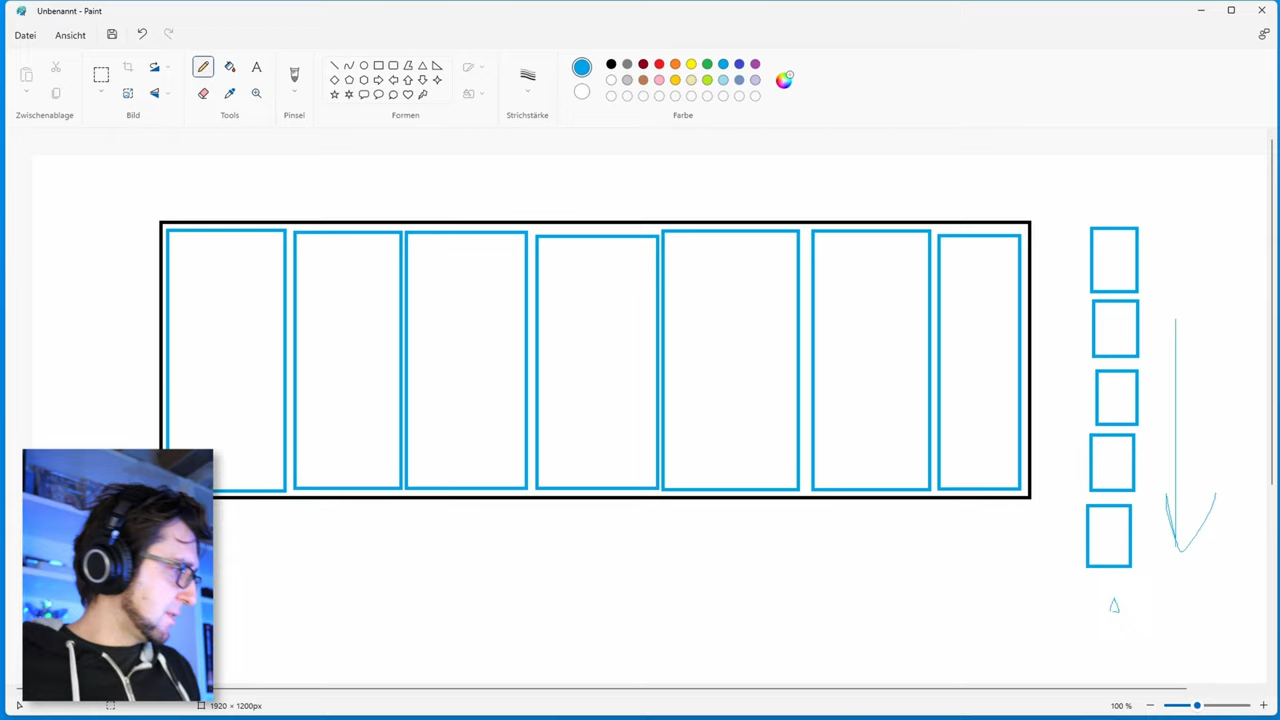 Unbenannt - Paint
Datei Ansicht
Zwischenablage Bild Tools Pinsel Formen Strichstärke Farbe
1920 × 1200px 100 %